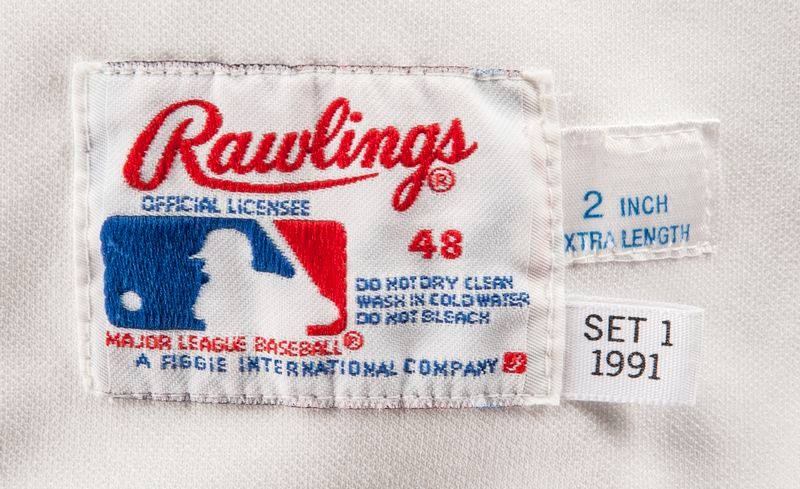 Rawlings®
OFFICIAL LICENSEE
48
DO NOT DRY CLEAN
WASH IN COLD WATER
DO NOT BLEACH
MAJOR LEAGUE BASEBALL®
A FIGGIE INTERNATIONAL COMPANY
2 INCH
XTRA LENGTH
SET 1
1991